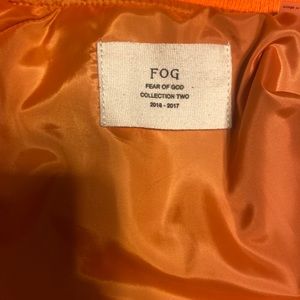 FOG
FEAR OF GOD
COLLECTION TWO
2016 - 2017